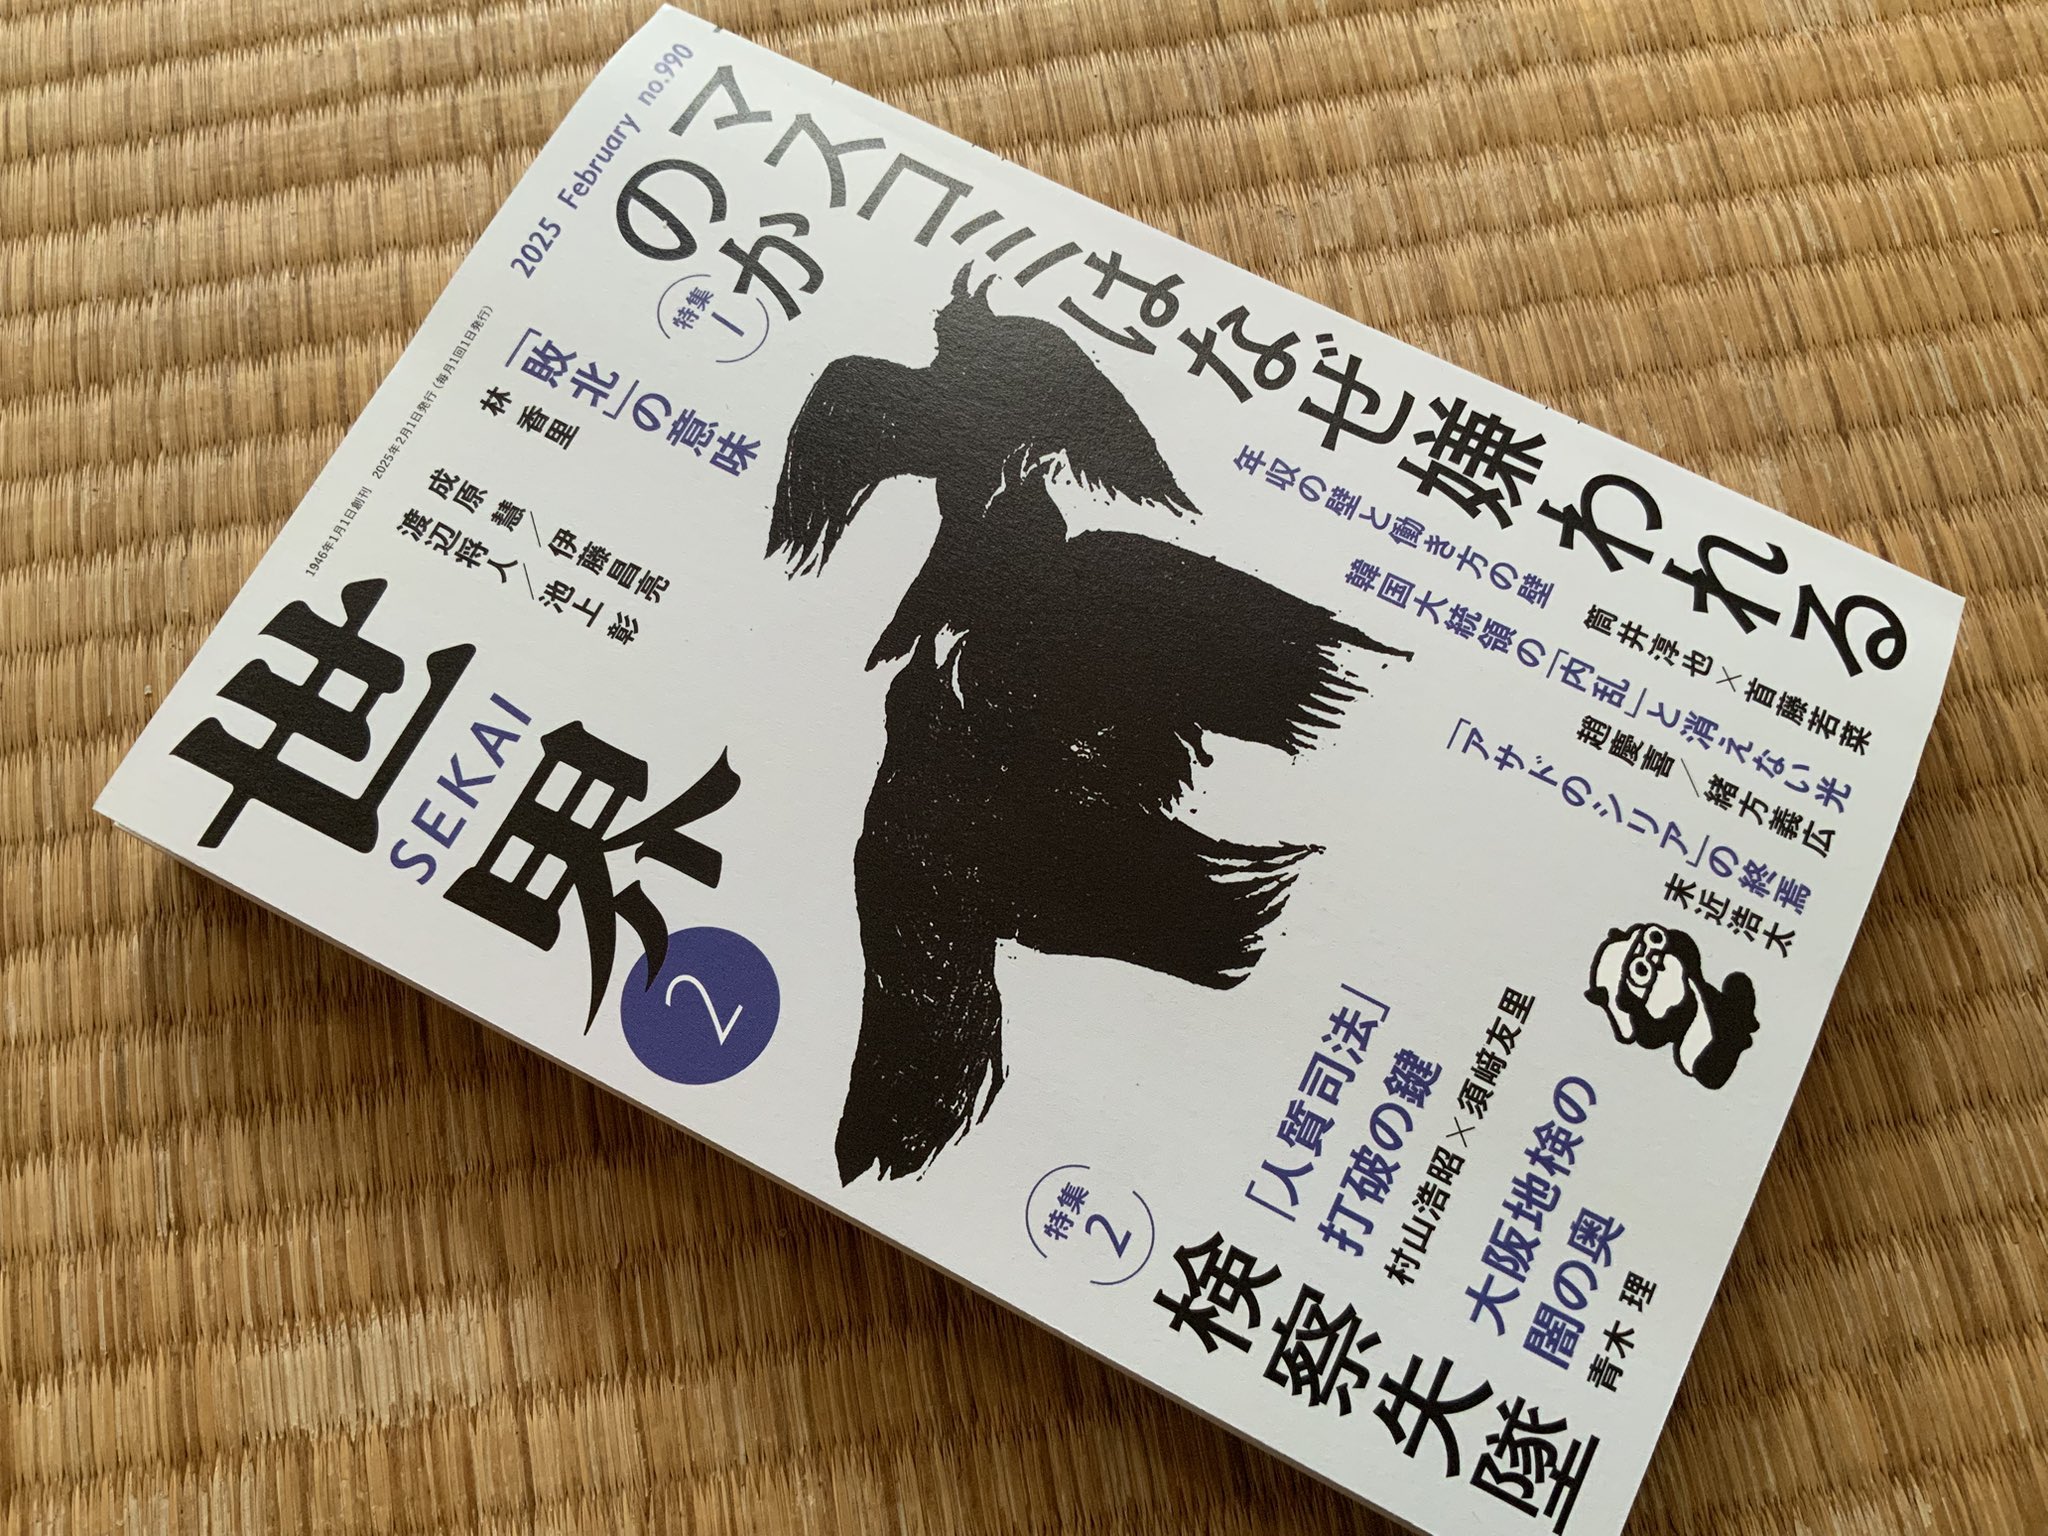 2025 February no.990
1946年1月1日創刊 2025年2月1日発行(毎月1回1日発行)
マスコミはなぜ嫌われる
のか
特集
1
「敗北」の意味
林 香里
成原 慧/伊藤昌亮
渡辺将人/池上 彰
世界
SEKAI
2
年収の壁と働き方の壁
筒井淳也×首藤若菜
韓国大統領の「内乱」と消えない光
趙慶喜/緒方義広
「アサドのシリア」の終焉
末近浩太
特集
2
検察失墜
「人質司法」
打破の鍵
村山浩昭×須﨑友里
大阪地検の
闇の奥
青木 理